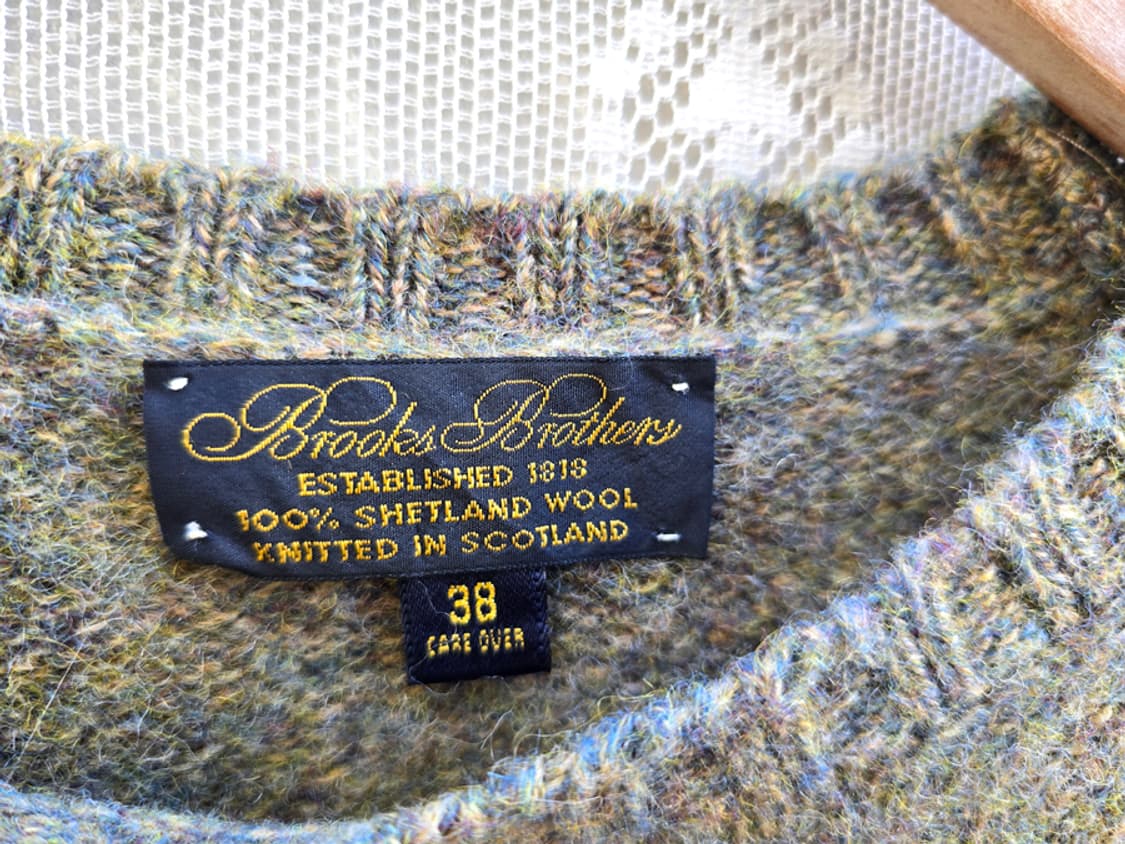 Brooks Brothers
ESTABLISHED 1818
100% SHETLAND WOOL
KNITTED IN SCOTLAND
38
CARE OVER